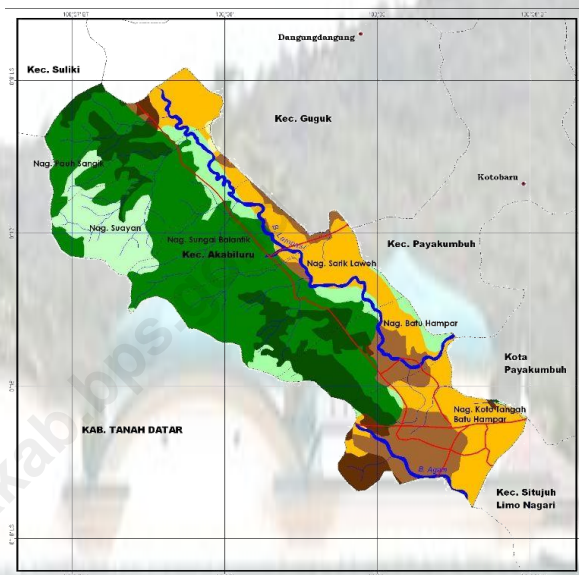 Dangungdangung
Kec. Suliki
Kec. Guguk
Nag. Pauh Sangik
Kotobaru
Nag. Suayan
Nag. Sungai Balantik
Kec. Akabiluru
Kec. Payakumbuh
Nag. Sarik Laweh
Nag. Batu Hampar
Kota
Payakumbuh
Nag. Koto Tangah
Batu Hampar
KAB. TANAH DATAR
B. Agam
Kec. Situjuh
Limo Nagari